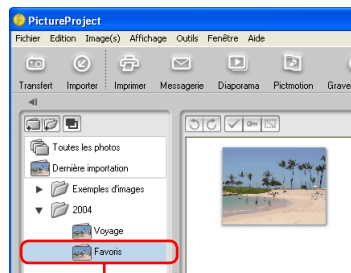 PictureProject
Fichier Edition Image(s) Affichage Outils Fenêtre Aide
Transfert Importer Imprimer Messagerie Diaporama Pictmotion Grave
Toutes les photos
Dernière importation
Exemples d'images
2004
Voyage
Favoris